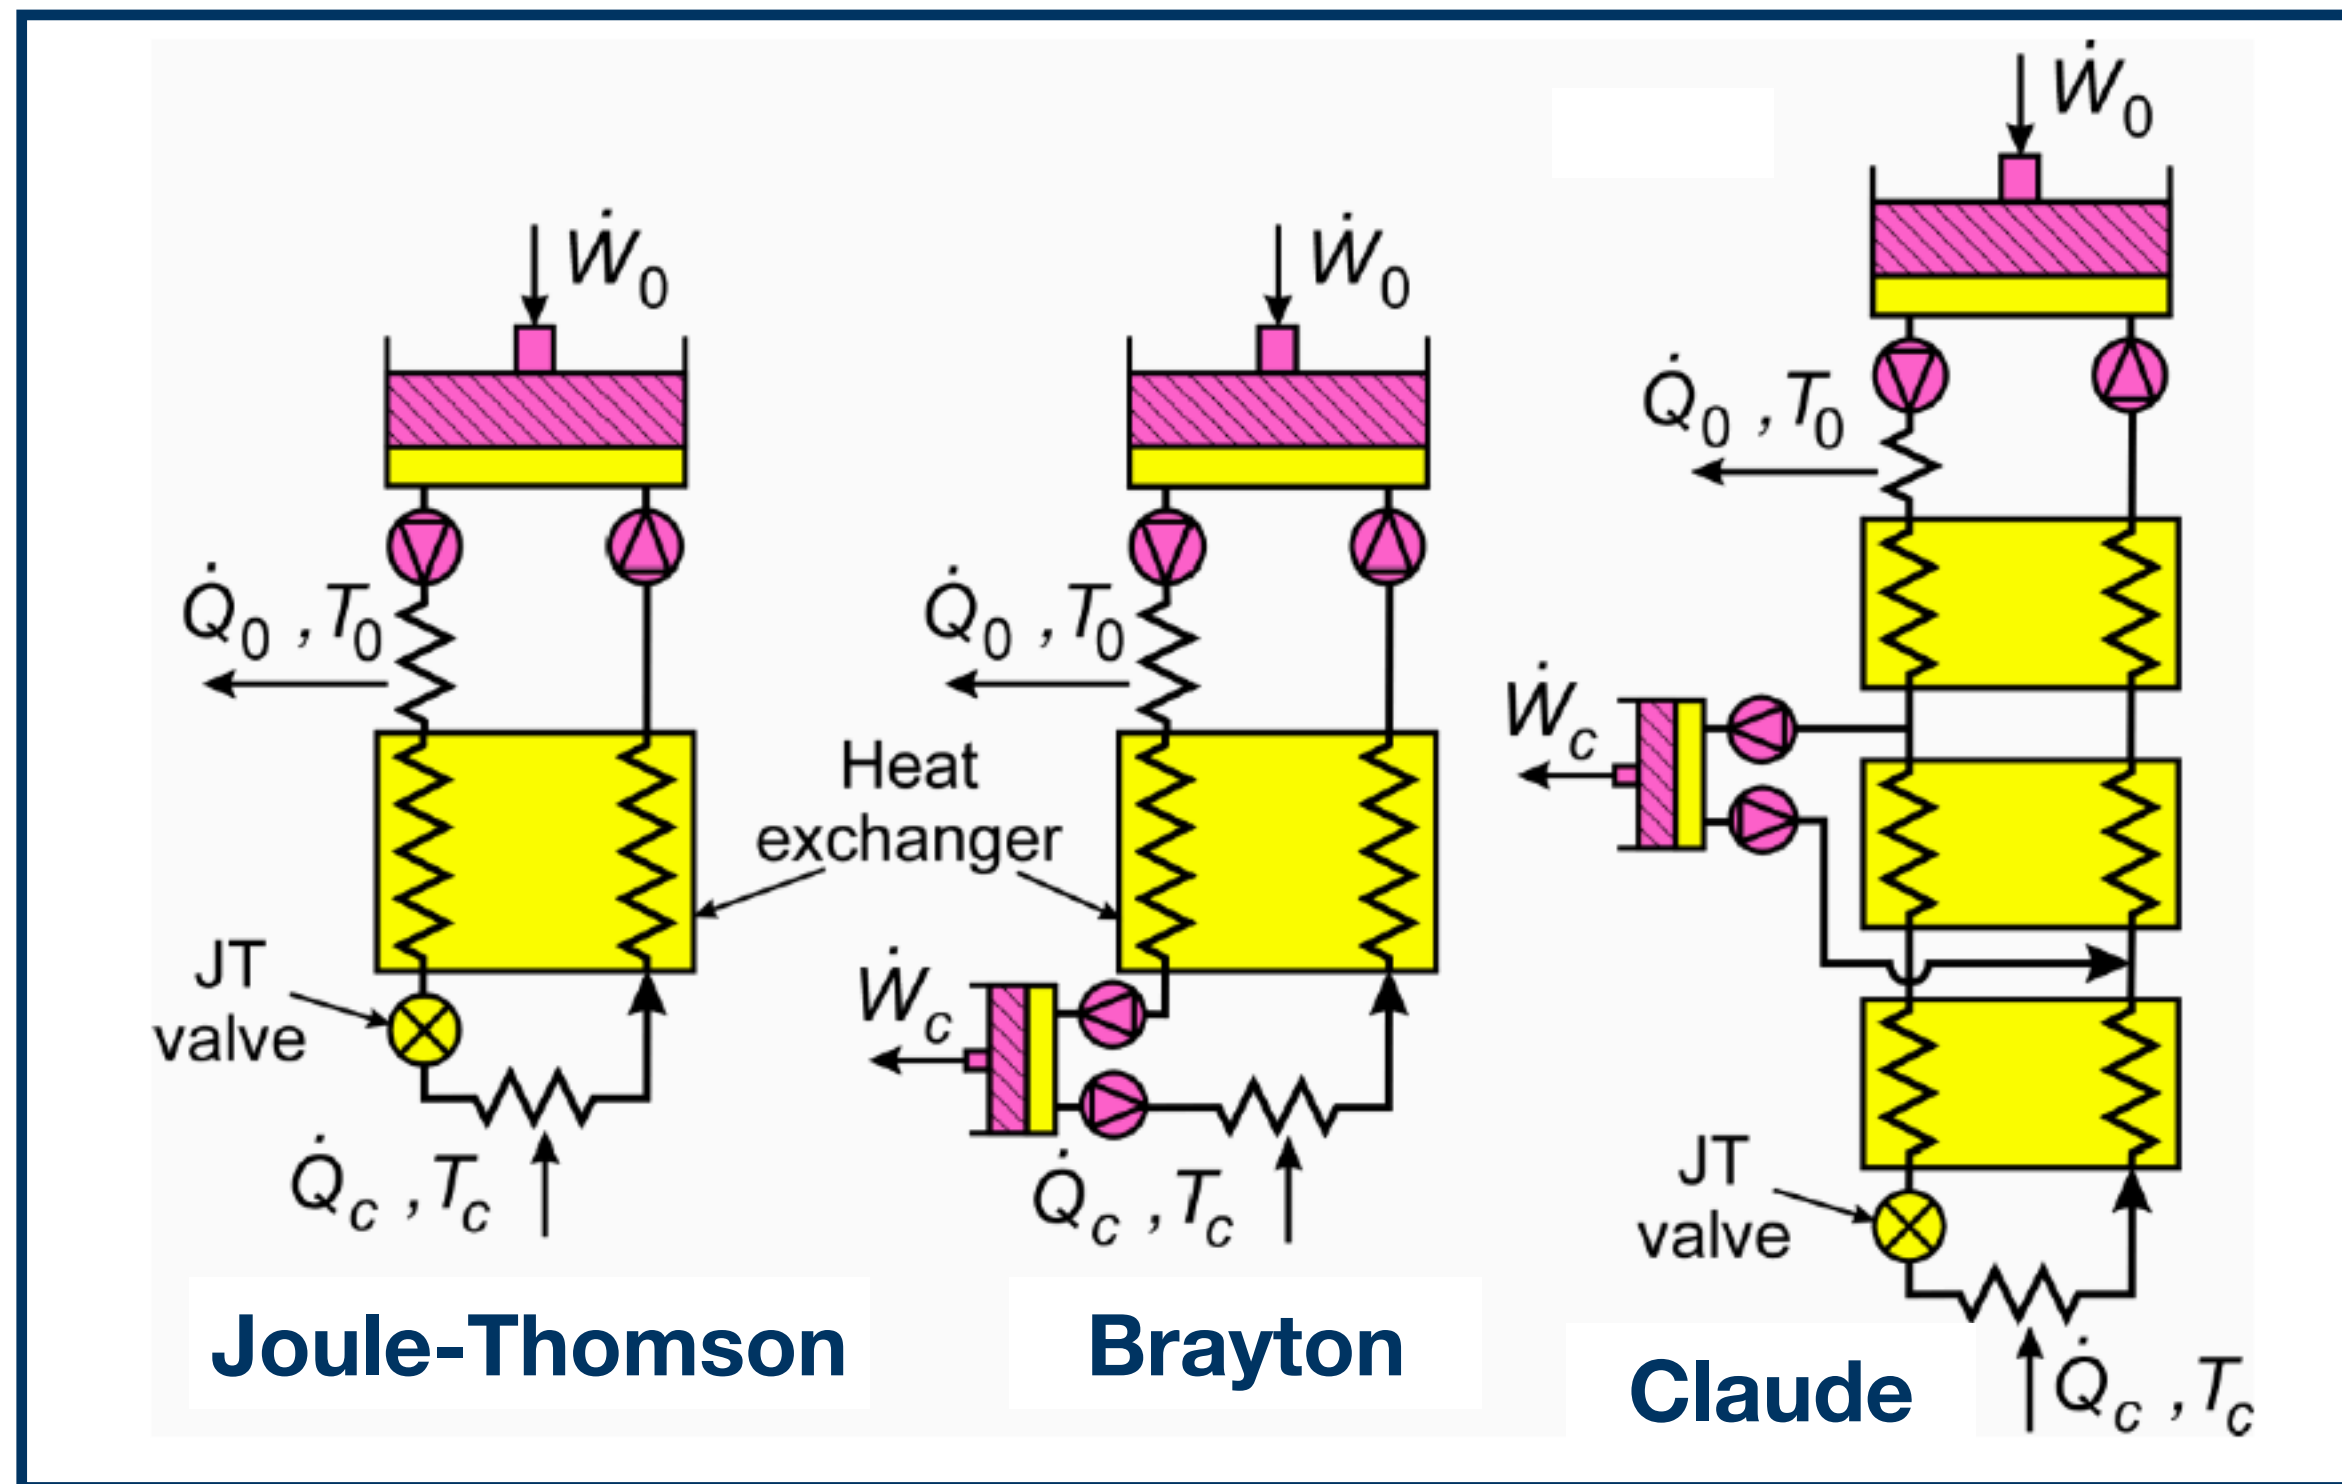 Ẇ0
Q̇0 ,T0
JT
valve
Q̇c ,Tc
Joule-Thomson
Heat
exchanger
Ẇ0
Q̇0 ,T0
Ẇc
Q̇c ,Tc
Brayton
Ẇ0
Q̇0 ,T0
Ẇc
JT
valve
Q̇c ,Tc
Claude